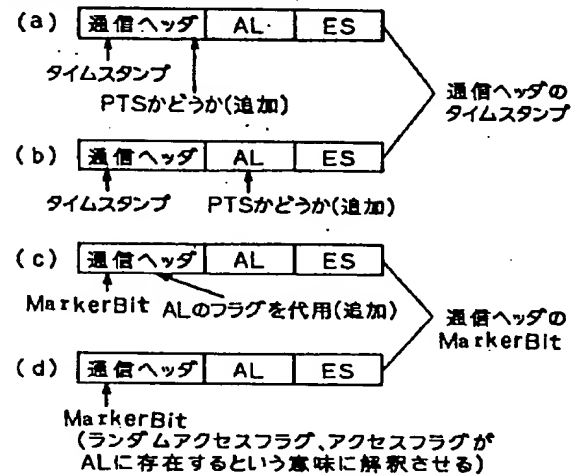 (a) 通信ヘッダ AL ES
タイムスタンプ
PTSかどうか(追加)
通信ヘッダの
タイムスタンプ
(b) 通信ヘッダ AL ES
タイムスタンプ PTSかどうか(追加)
(c) 通信ヘッダ AL ES
MarkerBit ALのフラグを代用(追加)
通信ヘッダの
MarkerBit
(d) 通信ヘッダ AL ES
MarkerBit
(ランダムアクセスフラグ、アクセスフラグが
ALに存在するという意味に解釈させる)